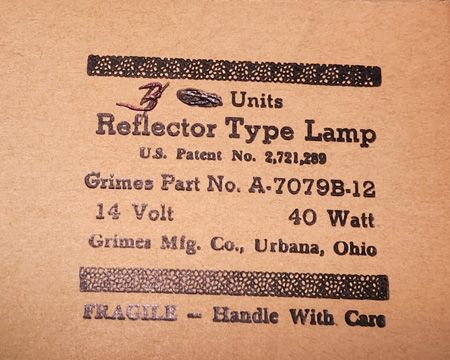 3 Units
Reflector Type Lamp
U.S. Patent No. 2,721,289
Grimes Part No. A-7079B-12
14 Volt 40 Watt
Grimes Mfg. Co., Urbana, Ohio
FRAGILE - Handle With Care